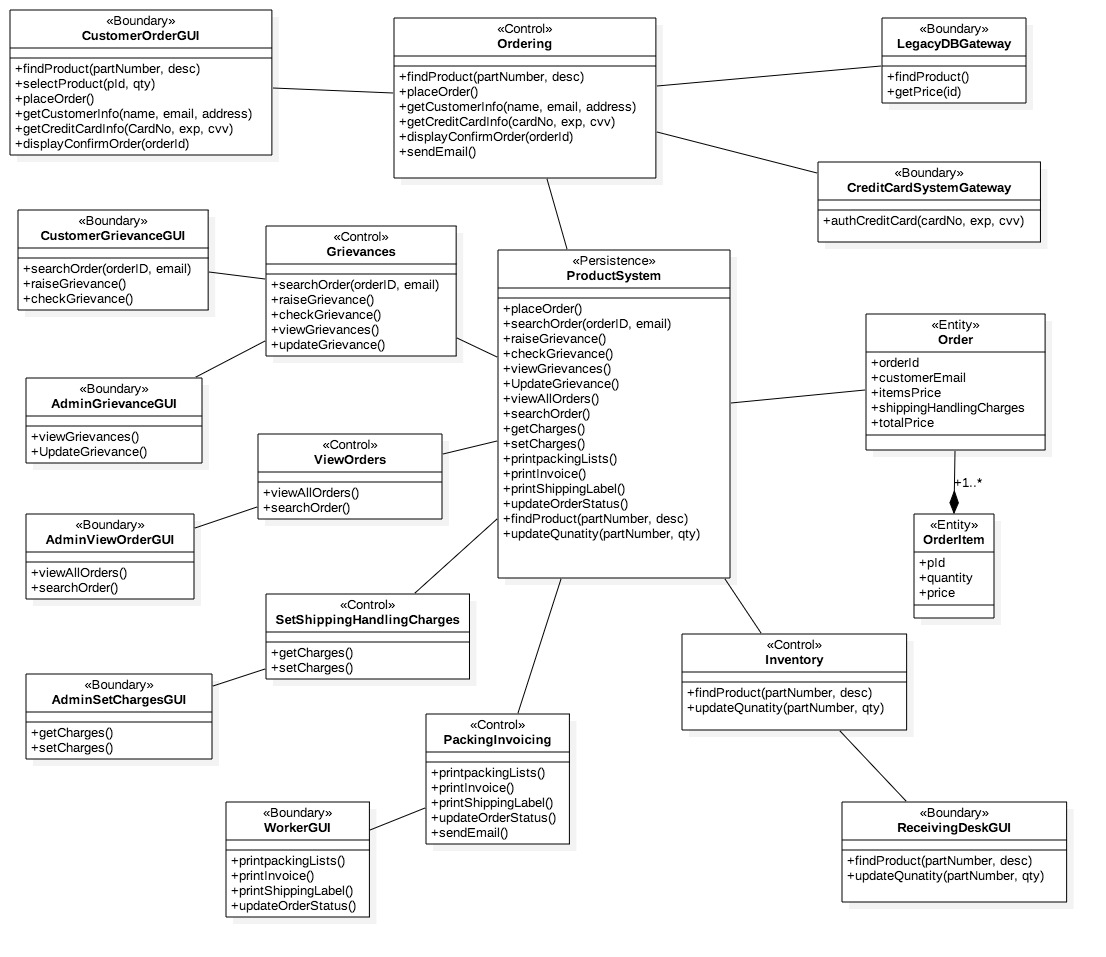 «Boundary»
CustomerOrderGUI
+findProduct(partNumber, desc)
+selectProduct(pId, qty)
+placeOrder()
+getCustomerInfo(name, email, address)
+getCreditCardInfo(CardNo, exp, cvv)
+displayConfirmOrder(orderId)
«Control»
Ordering
+findProduct(partNumber, desc)
+placeOrder()
+getCustomerInfo(name, email, address)
+getCreditCardInfo(cardNo, exp, cvv)
+displayConfirmOrder(orderId)
+sendEmail()
«Boundary»
LegacyDBGateway
+findProduct()
+getPrice(id)
«Boundary»
CreditCardSystemGateway
+authCreditCard(cardNo, exp, cvv)
«Boundary»
CustomerGrievanceGUI
+searchOrder(orderID, email)
+raiseGrievance()
+checkGrievance()
«Control»
Grievances
+searchOrder(orderID, email)
+raiseGrievance()
+checkGrievance()
+viewGrievances()
+updateGrievance()
«Persistence»
ProductSystem
+placeOrder()
+searchOrder(orderID, email)
+raiseGrievance()
+checkGrievance()
+viewGrievances()
+UpdateGrievance()
+viewAllOrders()
+searchOrder()
+getCharges()
+setCharges()
+printpackingLists()
+printInvoice()
+printShippingLabel()
+updateOrderStatus()
+findProduct(partNumber, desc)
+updateQunatity(partNumber, qty)
«Entity»
Order
+orderId
+customerEmail
+itemsPrice
+shippingHandlingCharges
+totalPrice
+1..*
«Entity»
OrderItem
+pId
+quantity
+price
«Boundary»
AdminGrievanceGUI
+viewGrievances()
+UpdateGrievance()
«Control»
ViewOrders
+viewAllOrders()
+searchOrder()
«Boundary»
AdminViewOrderGUI
+viewAllOrders()
+searchOrder()
«Control»
SetShippingHandlingCharges
+getCharges()
+setCharges()
«Boundary»
AdminSetChargesGUI
+getCharges()
+setCharges()
«Control»
Inventory
+findProduct(partNumber, desc)
+updateQunatity(partNumber, qty)
«Control»
PackingInvoicing
+printpackingLists()
+printInvoice()
+printShippingLabel()
+updateOrderStatus()
+sendEmail()
«Boundary»
WorkerGUI
+printpackingLists()
+printInvoice()
+printShippingLabel()
+updateOrderStatus()
«Boundary»
ReceivingDeskGUI
+findProduct(partNumber, desc)
+updateQunatity(partNumber, qty)